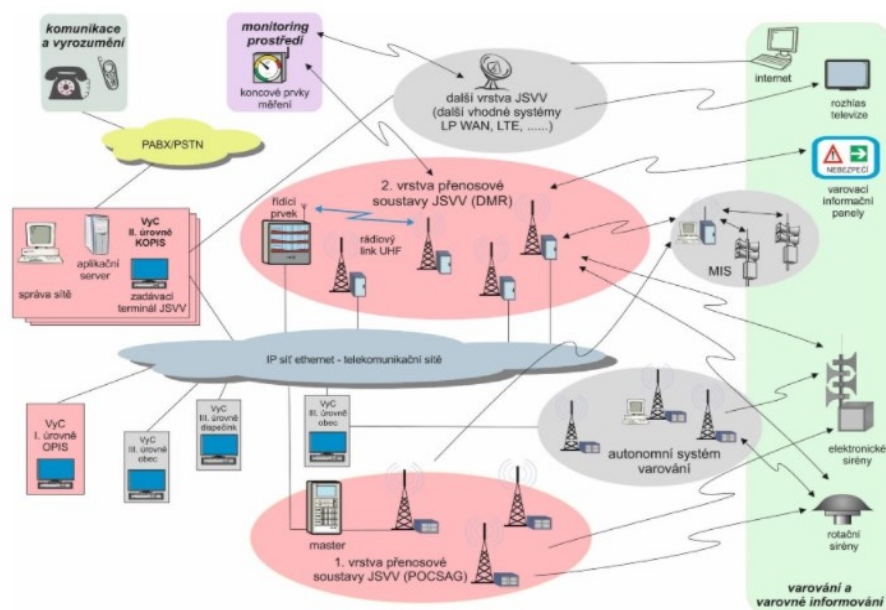 komunikace
a vyrozumění
monitoring
prostředí
koncové prvky
měření
internet
rozhlas
televize
další vrstva JSVV
(další vhodné systémy
LP WAN, LTE, ......)
PABX/PSTN
NEBEZPEČÍ
varovací
informační
panely
2. vrstva přenosové
soustavy JSVV (DMR)
řídící
prvek
rádiový
link UHF
MIS
VyC
II. úrovně
KOPIS
aplikační
server
správa sítě
zadávací
terminál JSVV
IP síť ethernet - telekomunikační sítě
VyC
I. úrovně
OPIS
VyC
III. úrovně
obec
VyC
III. úrovně
dispečink
VyC
III. úrovně
obec
autonomní systém
varování
elektronické
sirény
master
1. vrstva přenosové
soustavy JSVV (POCSAG)
rotační
sirény
varování a
varovné informování